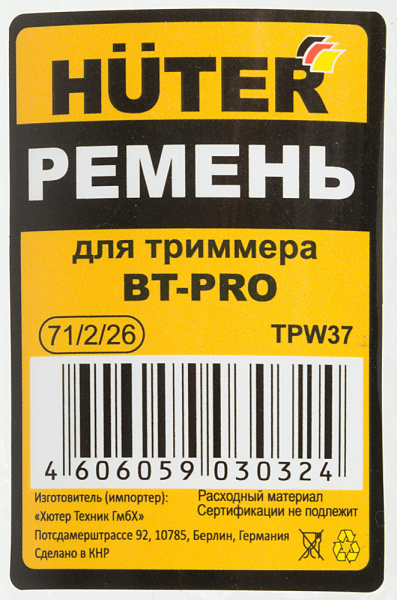 HÜTER
РЕМЕНЬ
для триммера
BT-PRO
71/2/26 TPW37
4 606059 030324
Изготовитель (импортер): Расходный материал
«Хютер Техник ГмбХ» Сертификации не подлежит
Потсдамерштрассе 92, 10785, Берлин, Германия
Сделано в КНР